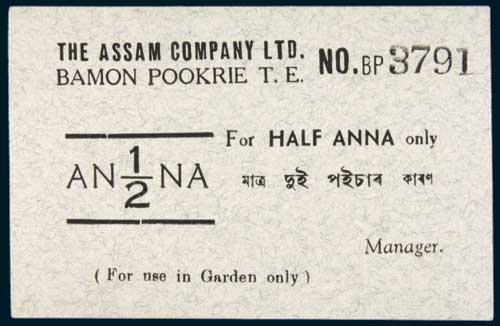 THE ASSAM COMPANY LTD. NO.BP 3791
BAMON POOKRIE T. E.
AN 1/2 NA
For HALF ANNA only
মাত্ৰ দুই পইচাৰ কাৰণ
Manager.
( For use in Garden only )